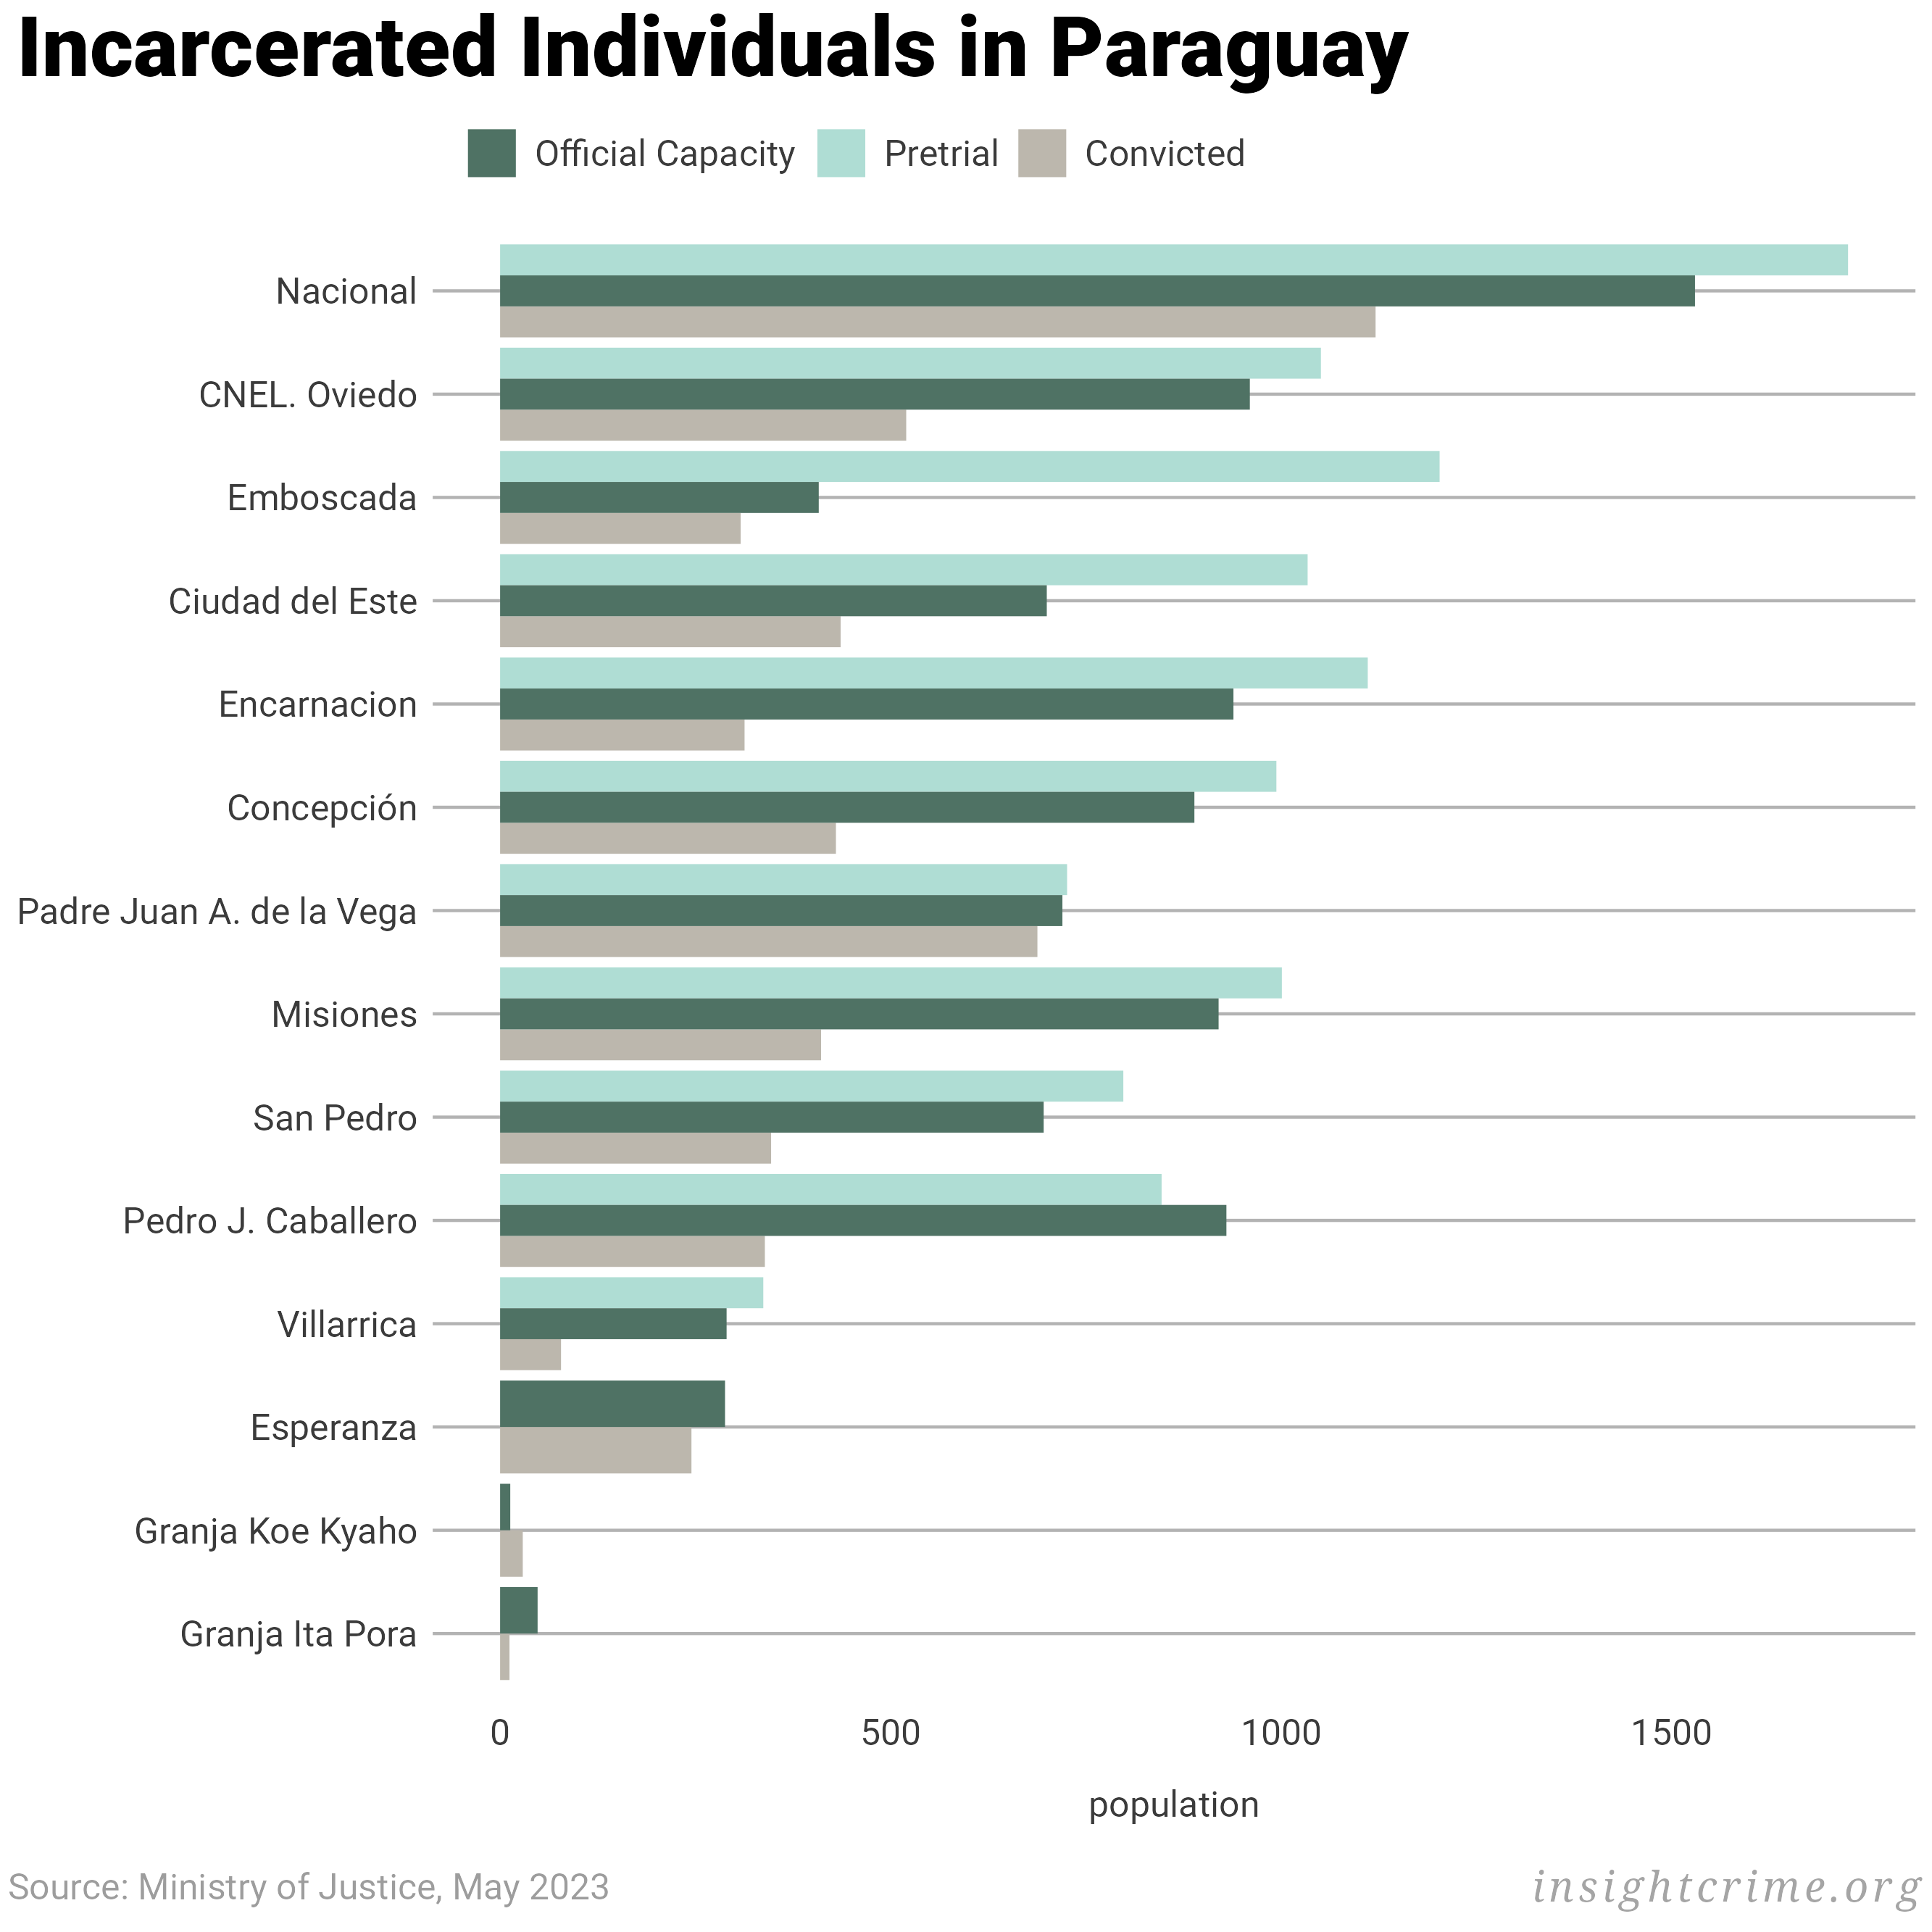 Incarcerated Individuals in Paraguay
Official Capacity Pretrial Convicted
Nacional
CNEL. Oviedo
Emboscada
Ciudad del Este
Encarnacion
Concepción
Padre Juan A. de la Vega
Misiones
San Pedro
Pedro J. Caballero
Villarrica
Esperanza
Granja Koe Kyaho
Granja Ita Pora
0 500 1000 1500
population
Source: Ministry of Justice, May 2023
insightcrime.org